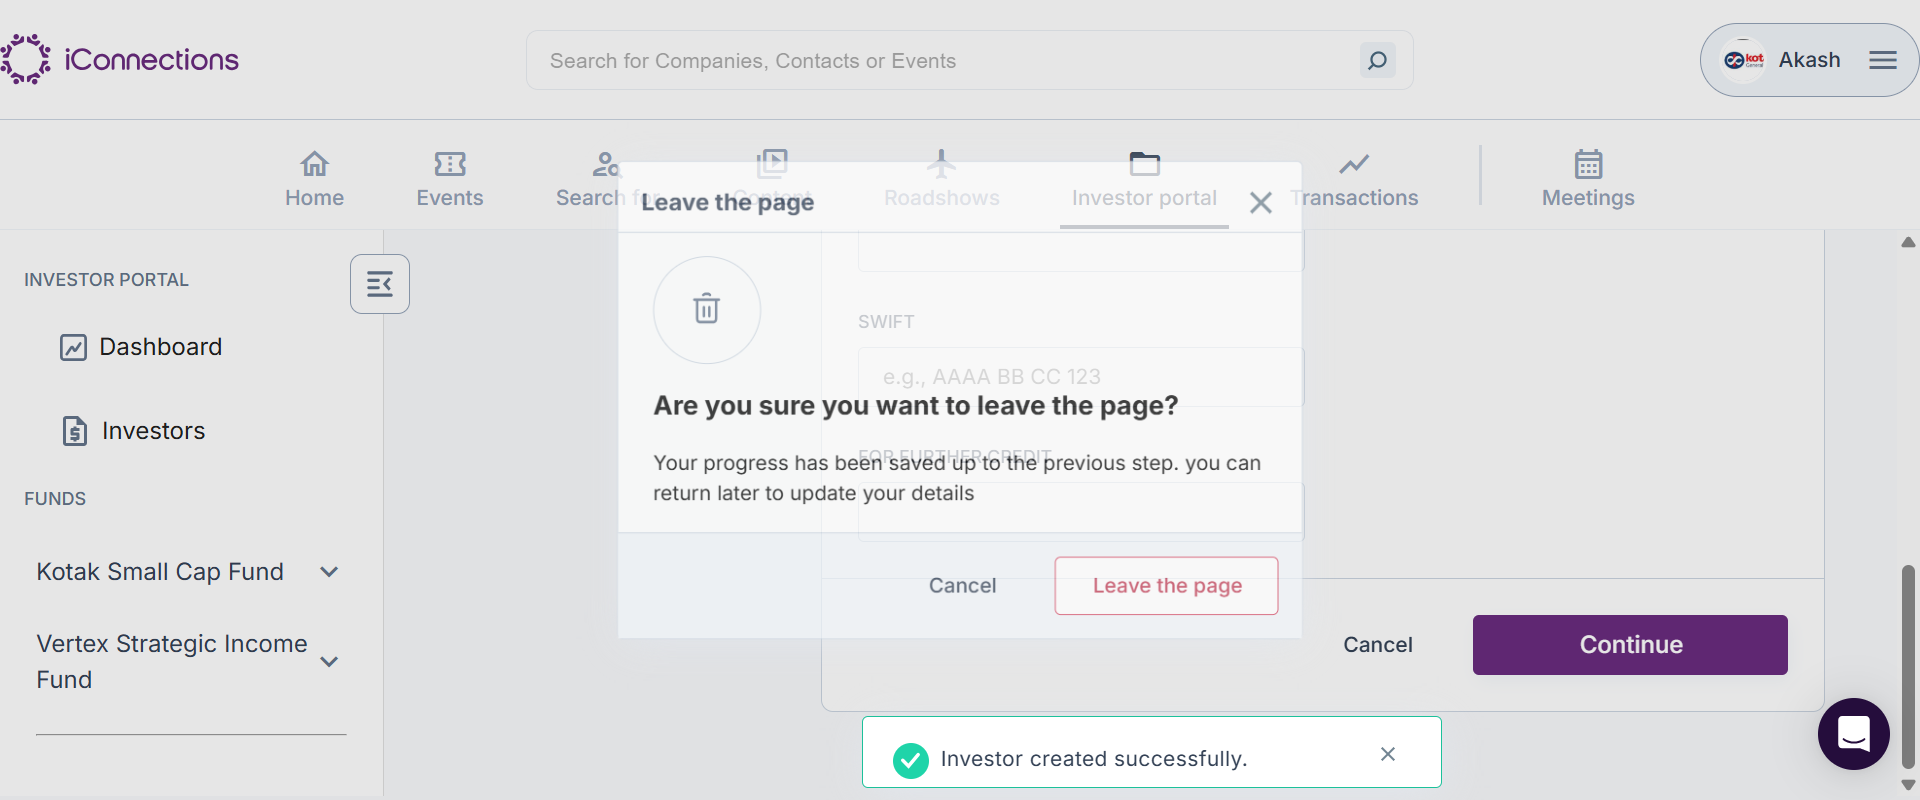 iConnections
Search for Companies, Contacts or Events
kot
Akash
Home
Events
Search for
Content
Roadshows
Investor portal
Transactions
Meetings
Leave the page
INVESTOR PORTAL
Dashboard
Investors
FUNDS
Kotak Small Cap Fund
Vertex Strategic Income
Fund
SWIFT
e.g., AAAA BB CC 123
Are you sure you want to leave the page?
FOR FURTHER CREDIT
Your progress has been saved up to the previous step. you can
return later to update your details
Cancel
Leave the page
Cancel
Continue
Investor created successfully.